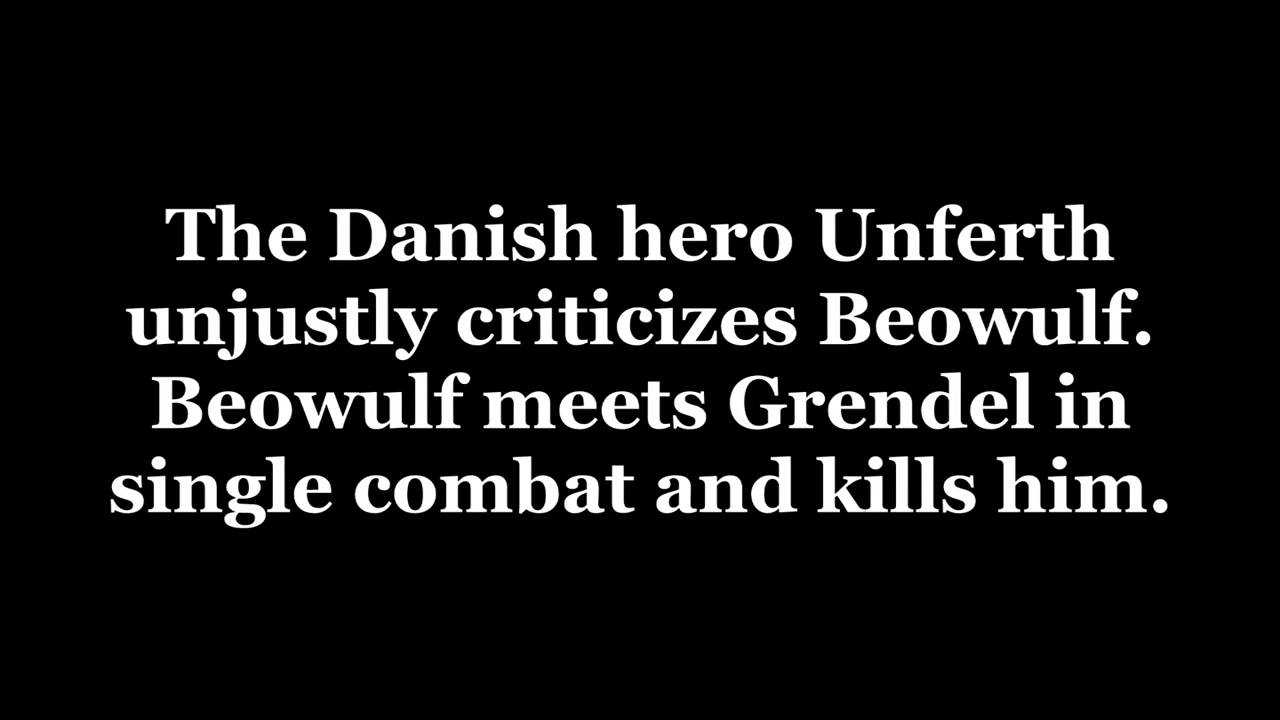 The Danish hero Unferth
unjustly criticizes Beowulf.
Beowulf meets Grendel in
single combat and kills him.